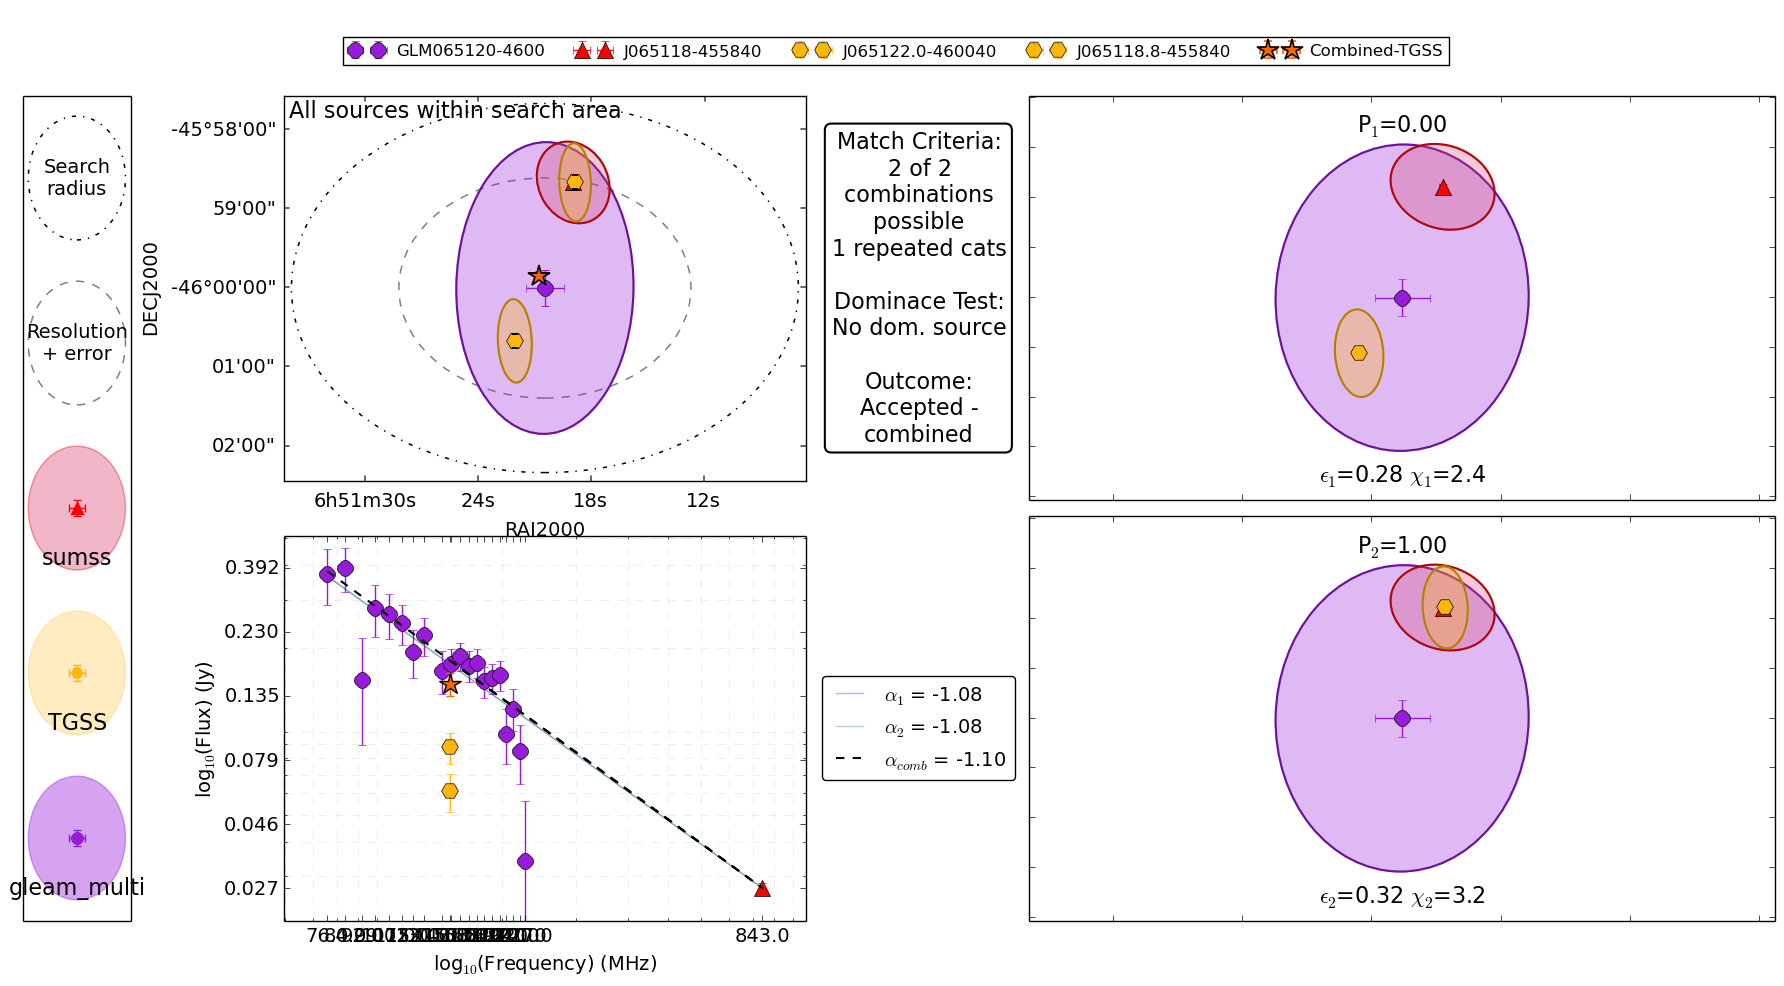 GLM065120-4600 J065118-455840 J065122.0-460040 J065118.8-455840 Combined-TGSS
Search
radius
Resolution
+ error
sumss
TGSS
gleam_multi
All sources within search area
DECJ2000
-45°58'00"
59'00"
-46°00'00"
01'00"
02'00"
6h51m30s 24s 18s 12s
RAJ2000
Match Criteria:
2 of 2
combinations
possible
1 repeated cats
Dominace Test:
No dom. source
Outcome:
Accepted -
combined
P1=0.00
ϵ1=0.28 χ1=2.4
P2=1.00
ϵ2=0.32 χ2=3.2
log10(Flux) (Jy)
0.392
0.230
0.135
0.079
0.046
0.027
843.0
log10(Frequency) (MHz)
α1 = -1.08
α2 = -1.08
αcomb = -1.10